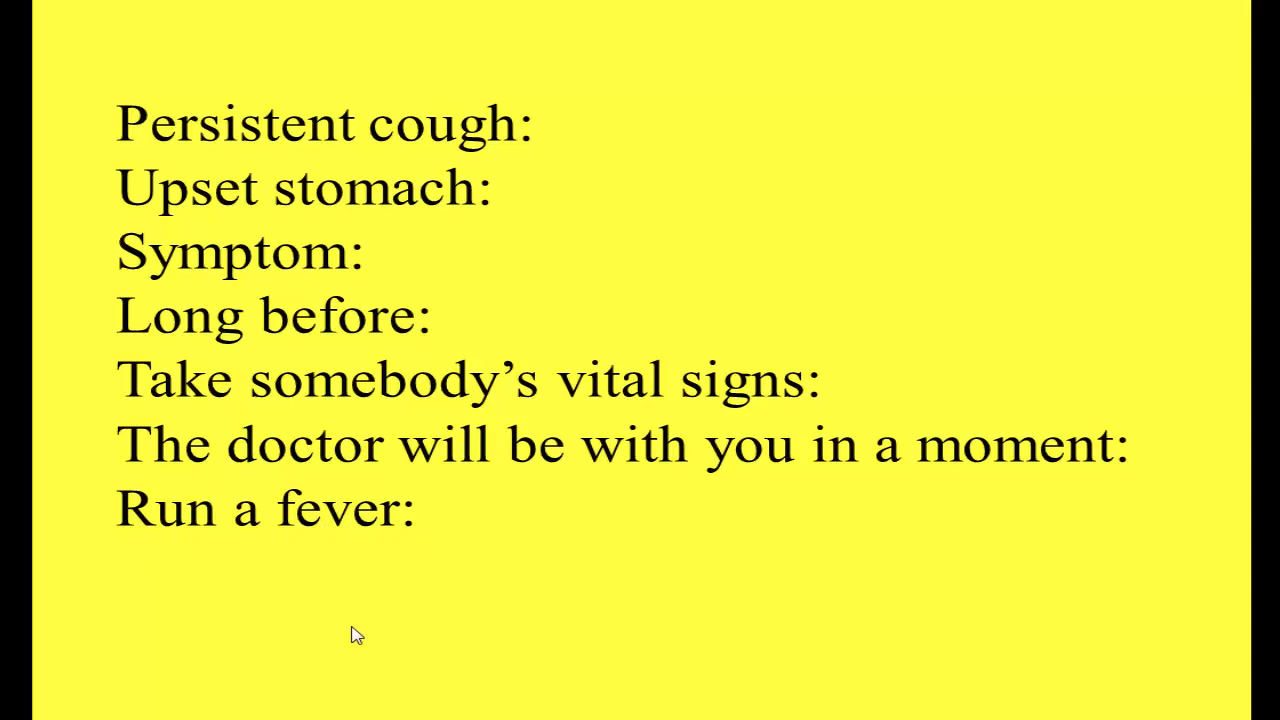 Persistent cough:
Upset stomach:
Symptom:
Long before:
Take somebody’s vital signs:
The doctor will be with you in a moment:
Run a fever: